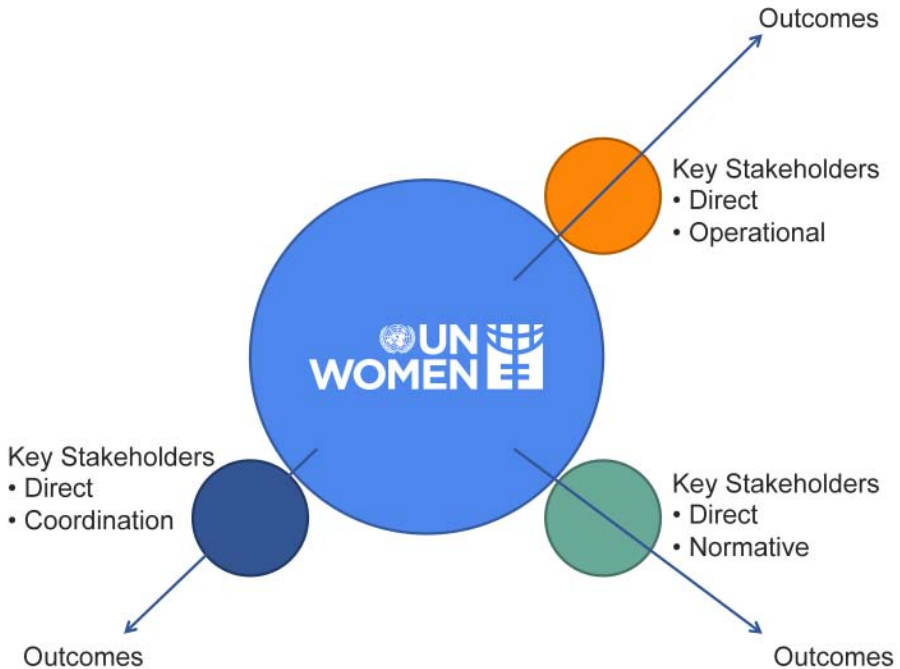 Outcomes
Key Stakeholders
• Direct
• Operational
UN
WOMEN
Key Stakeholders
• Direct
• Coordination
Key Stakeholders
• Direct
• Normative
Outcomes
Outcomes